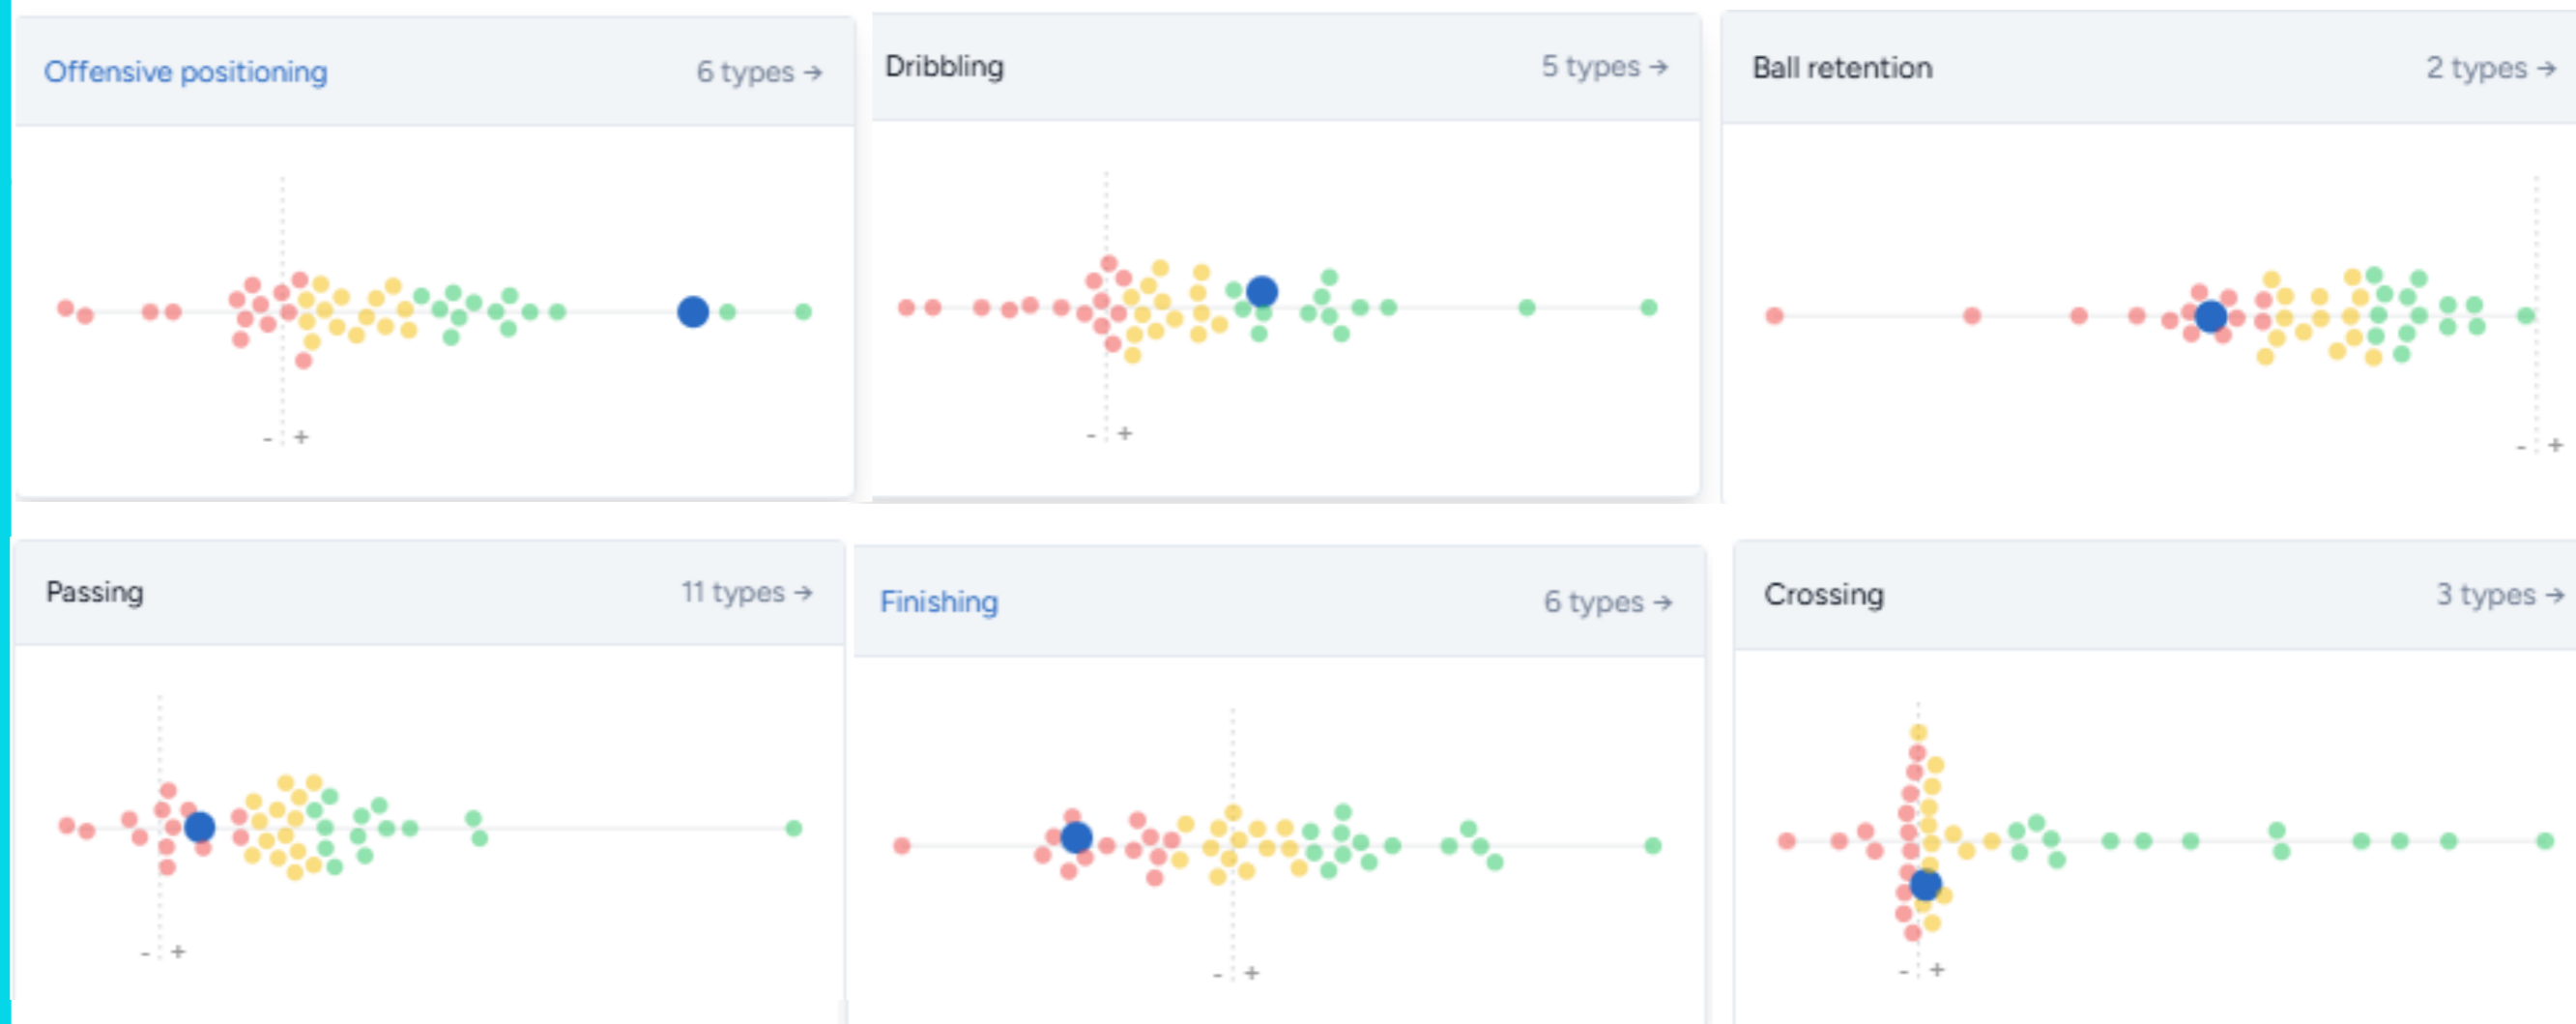 Offensive positioning 6 types →
Dribbling 5 types →
Ball retention 2 types →
- +
- +
- +
Passing 11 types →
Finishing 6 types →
Crossing 3 types →
- +
- +
- +